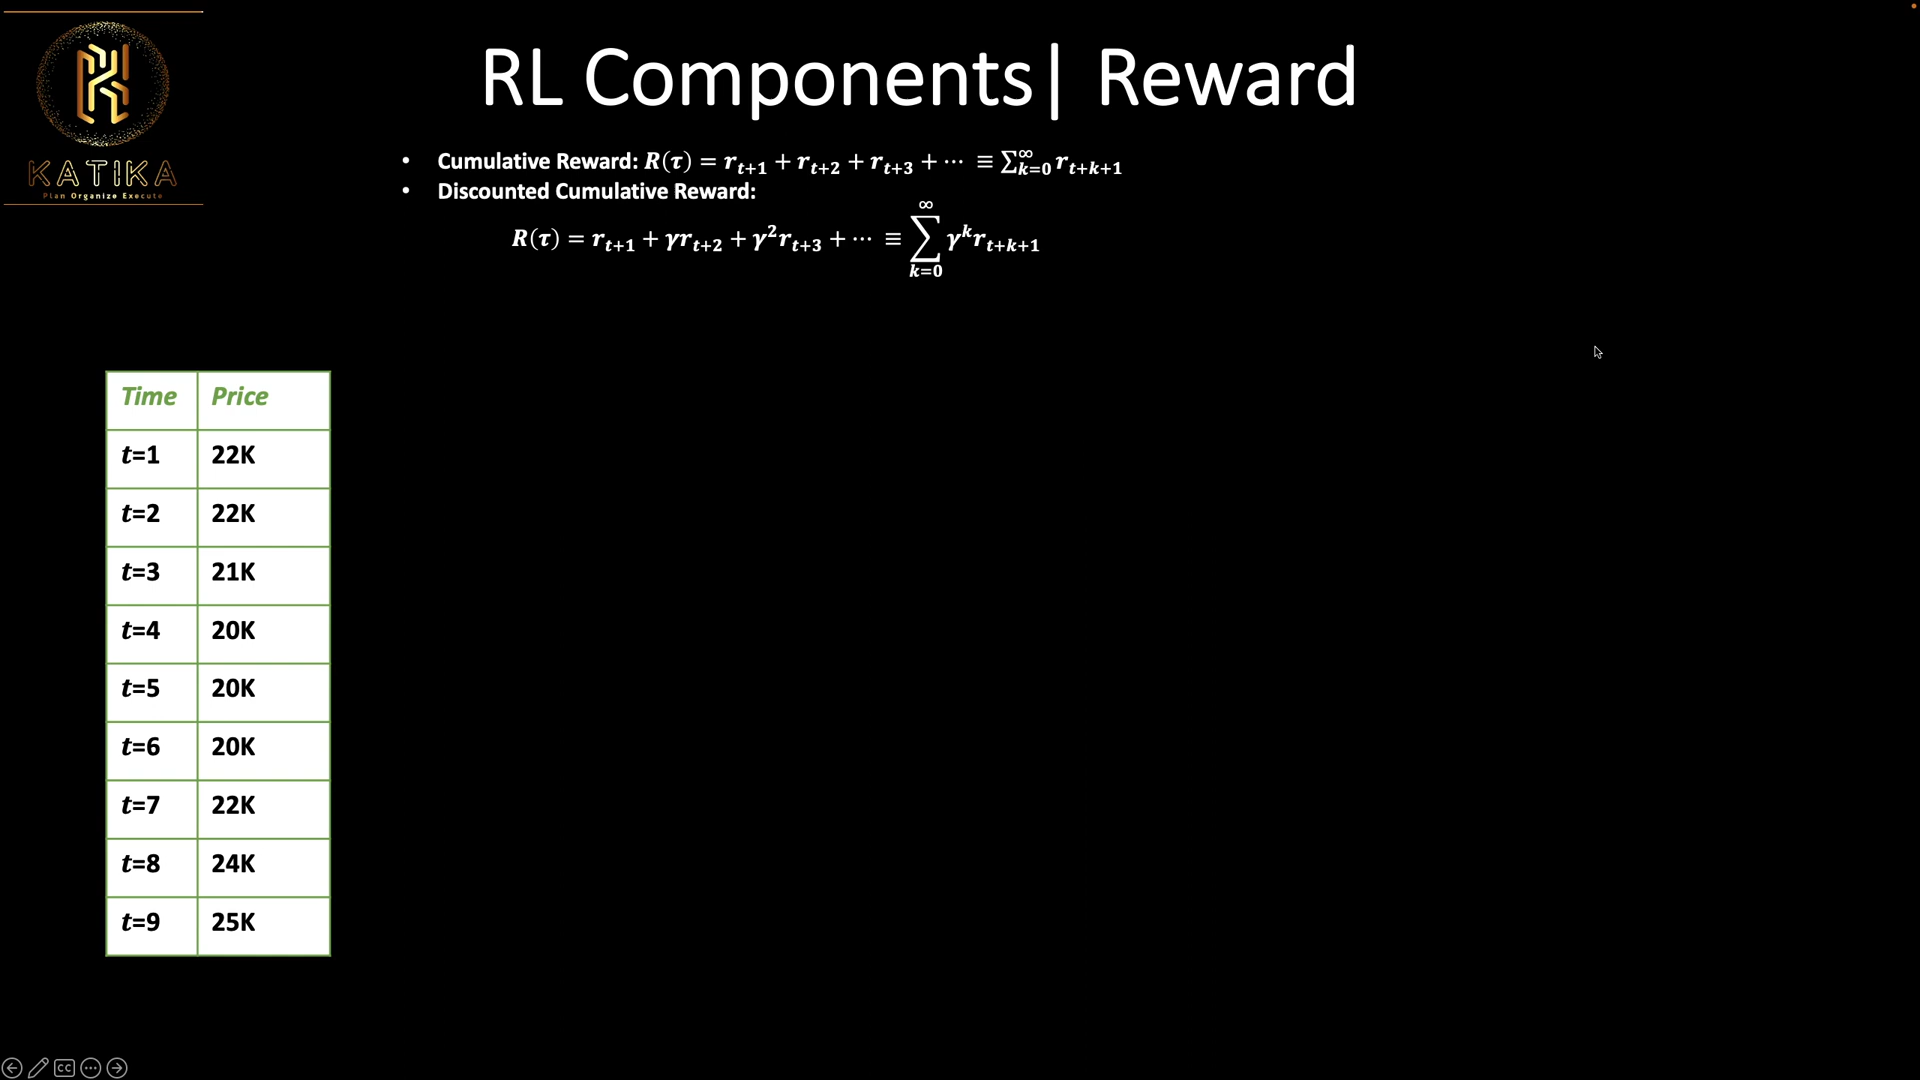 KATIKA
Plan Organize Execute
RL Components| Reward
• Cumulative Reward: R(τ) = r_{t+1} + r_{t+2} + r_{t+3} + ⋯ ≡ ∑_{k=0}^{∞} r_{t+k+1}
• Discounted Cumulative Reward:
R(τ) = r_{t+1} + γr_{t+2} + γ^2r_{t+3} + ⋯ ≡ ∑_{k=0}^{∞} γ^k r_{t+k+1}
Time Price
t=1 22K
t=2 22K
t=3 21K
t=4 20K
t=5 20K
t=6 20K
t=7 22K
t=8 24K
t=9 25K
CC